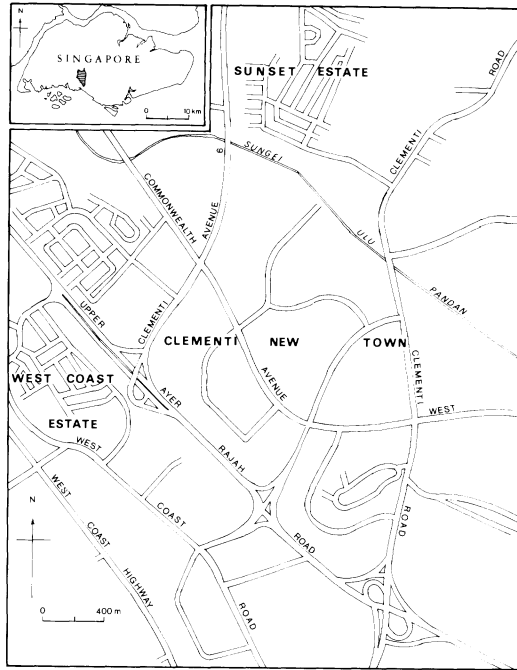 N
SINGAPORE
0 10 km
SUNSET ESTATE
CLEMENTI ROAD
SUNGEI ULU PANDAN
COMMONWEALTH AVENUE WEST
CLEMENTI AVENUE 6
UPPER AYER RAJAH ROAD
CLEMENTI NEW TOWN
CLEMENTI ROAD
WEST COAST
ESTATE
WEST COAST ROAD
WEST COAST HIGHWAY
N
0 400 m